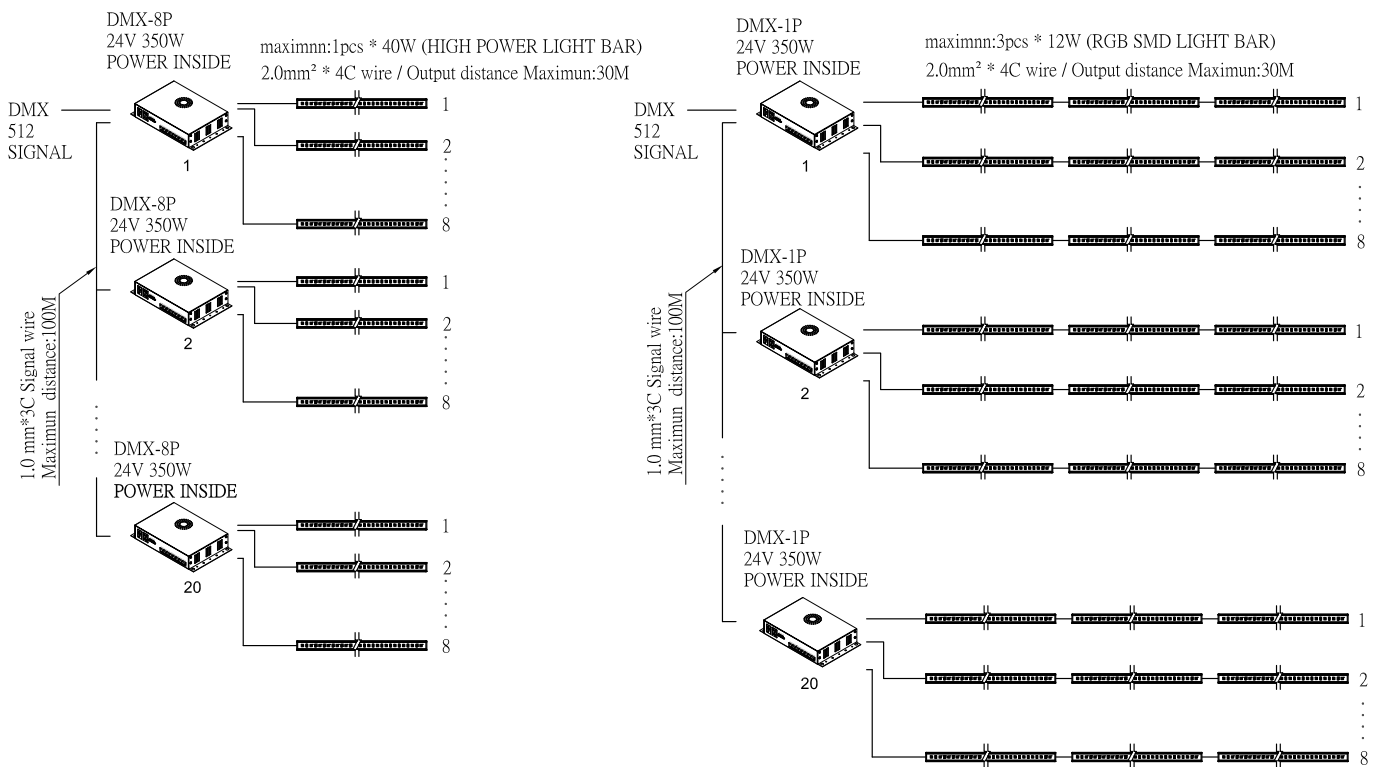 DMX-8P
24V 350W
POWER INSIDE
maximnn:1pcs * 40W (HIGH POWER LIGHT BAR)
2.0mm² * 4C wire / Output distance Maximun:30M
DMX
512
SIGNAL
1
1
2
8
DMX-8P
24V 350W
POWER INSIDE
2
1
2
8
1.0 mm*3C Signal wire
Maximun distance:100M
DMX-8P
24V 350W
POWER INSIDE
20
1
2
8
DMX-1P
24V 350W
POWER INSIDE
maximnn:3pcs * 12W (RGB SMD LIGHT BAR)
2.0mm² * 4C wire / Output distance Maximun:30M
DMX
512
SIGNAL
1
1
2
8
DMX-1P
24V 350W
POWER INSIDE
2
1
2
8
1.0 mm*3C Signal wire
Maximun distance:100M
DMX-1P
24V 350W
POWER INSIDE
20
1
2
8